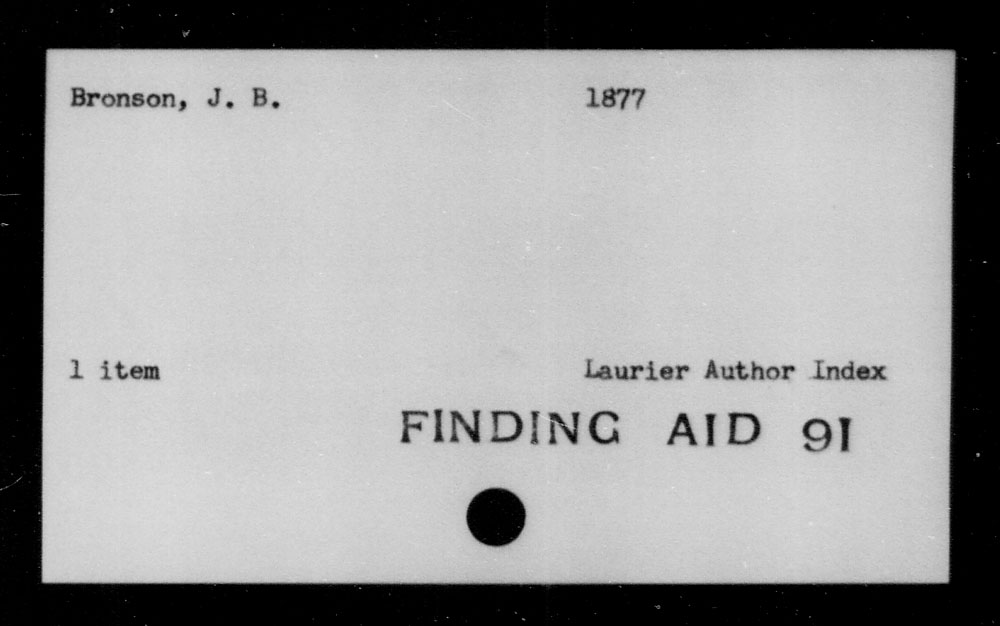 Bronson, J. B. 1877
1 item Laurier Author Index
FINDING AID 91